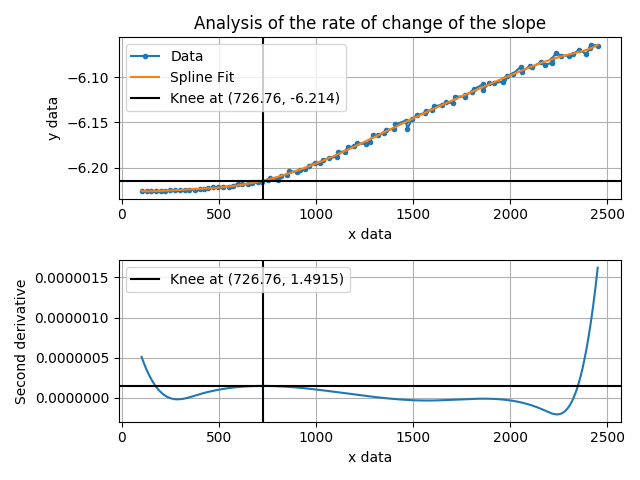 Analysis of the rate of change of the slope
−6.10
−6.15
−6.20
y data
Data
Spline Fit
Knee at (726.76, -6.214)
0
500
1000
1500
2000
2500
x data
0.0000015
0.0000010
0.0000005
0.0000000
Second derivative
Knee at (726.76, 1.4915)
0
500
1000
1500
2000
2500
x data